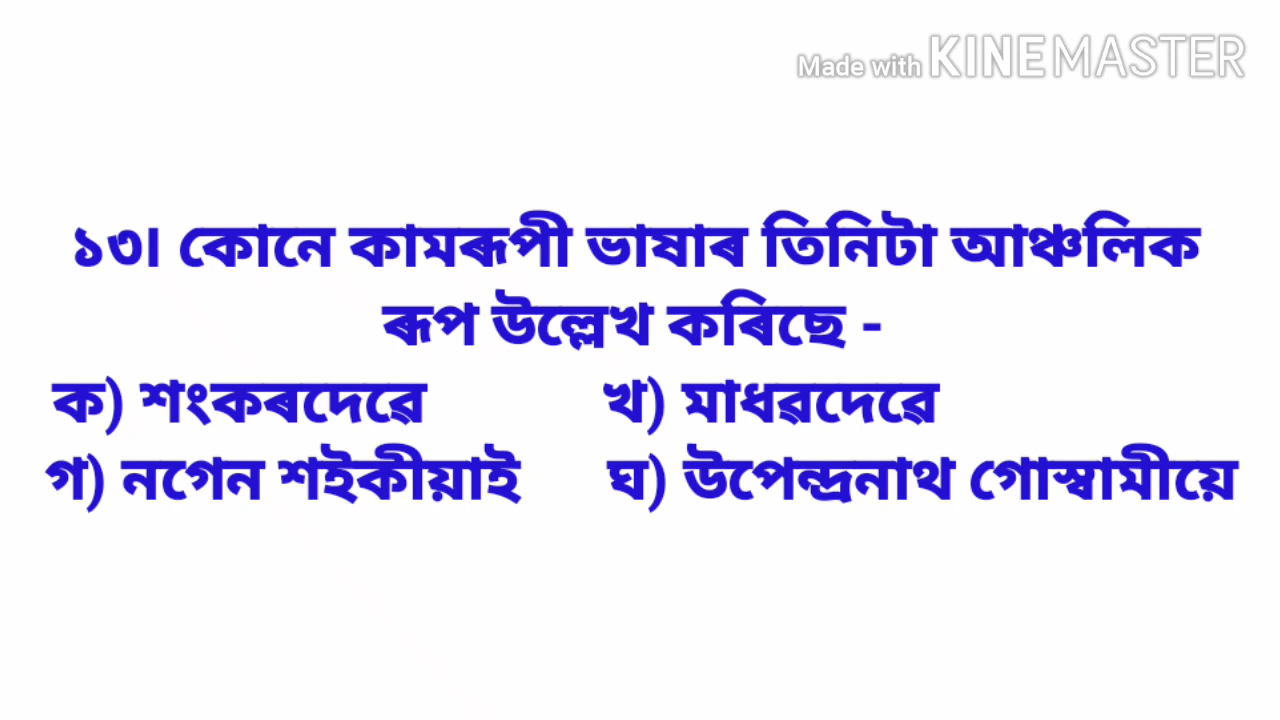 Made with KINEMASTER
১৩। কোনে কামৰূপী ভাষাৰ তিনিটা আঞ্চলিক
ৰূপ উল্লেখ কৰিছে -
ক) শংকৰদেৱে খ) মাধৱদেৱে
গ) নগেন শইকীয়াই ঘ) উপেন্দ্ৰনাথ গোস্বামীয়ে